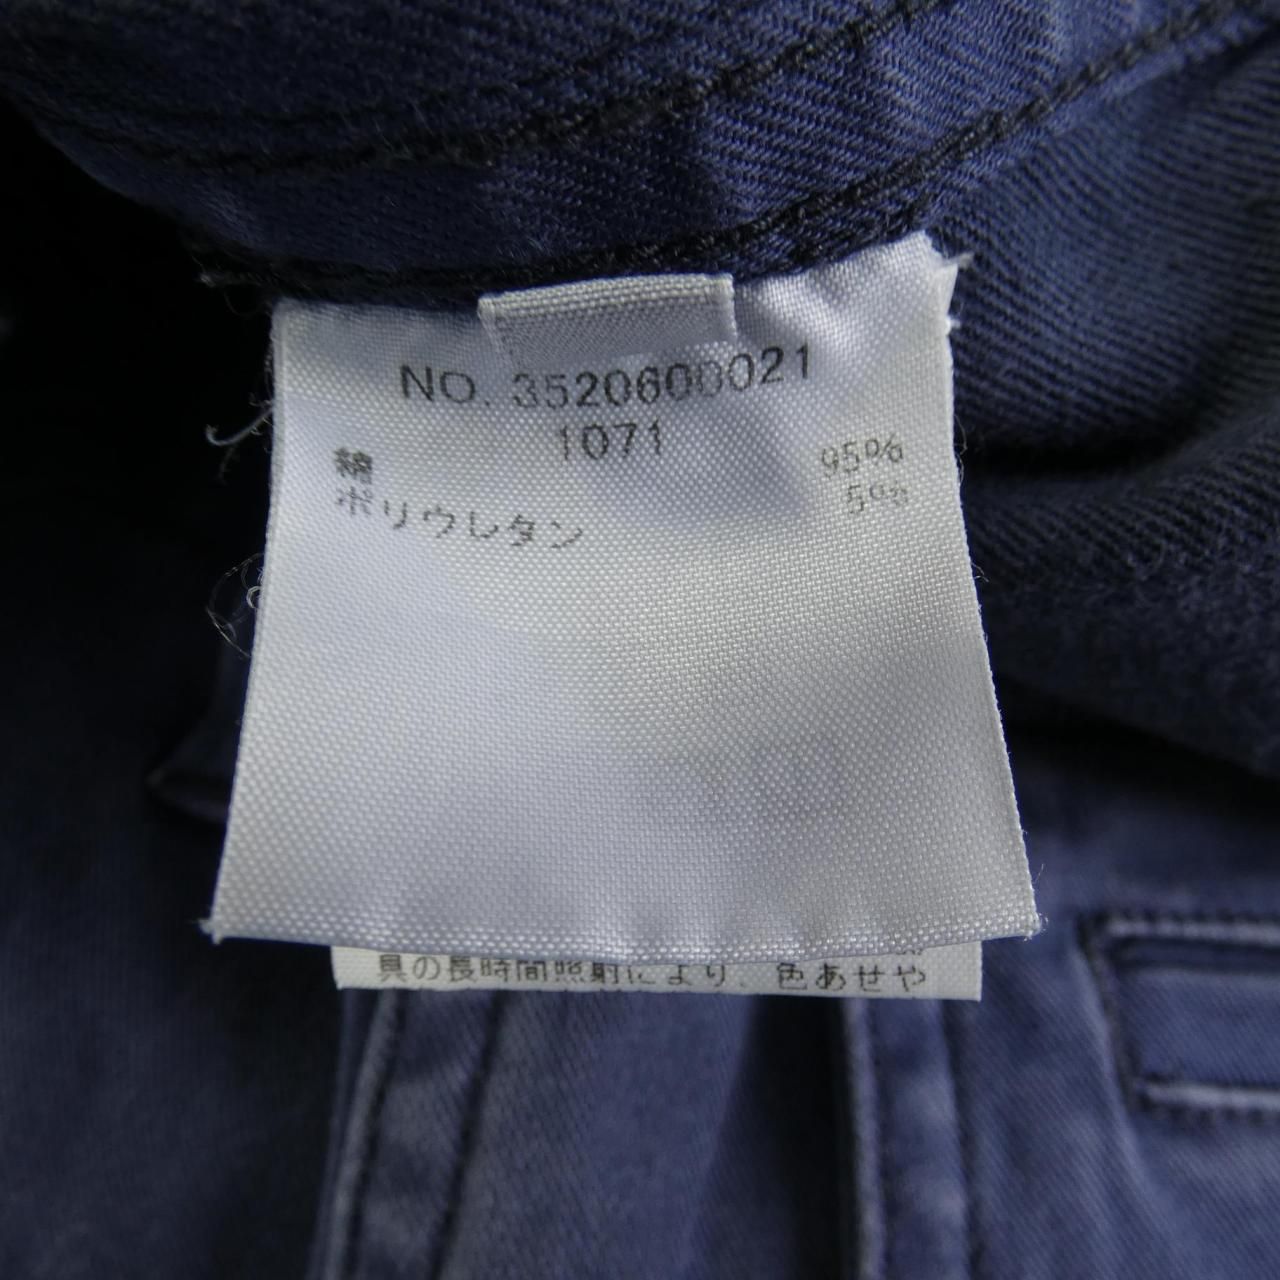 NO. 3520600021
1071
綿 95%
ポリウレタン 5%
具の長時間照射により、色あせや